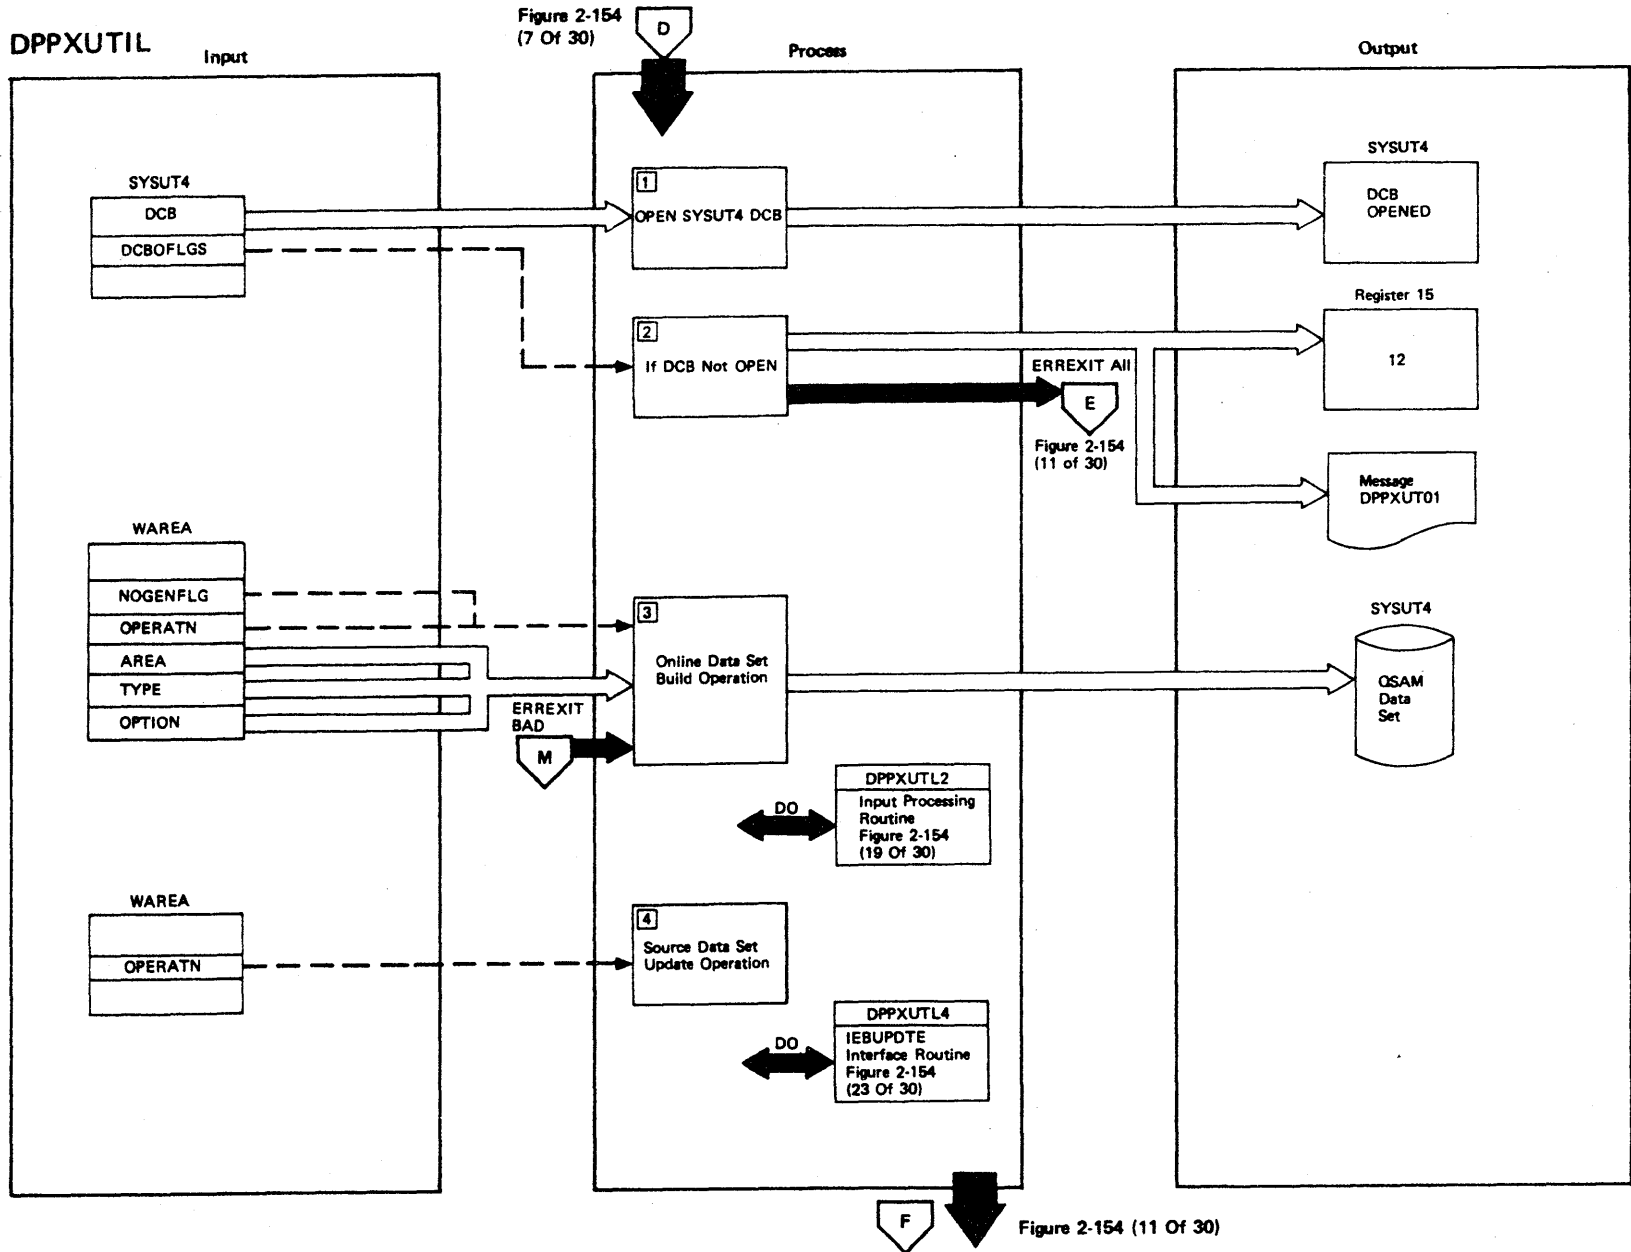 DPPXUTIL
Input
Figure 2-154
(7 Of 30)
D
Process
Output
SYSUT4
DCB
DCBOFLGS
1
OPEN SYSUT4 DCB
SYSUT4
DCB
OPENED
2
If DCB Not OPEN
ERREXIT All
E
Figure 2-154
(11 of 30)
Register 15
12
Message
DPPXUT01
WAREA
NOGENFLG
OPERATN
AREA
TYPE
OPTION
ERREXIT
BAD
M
3
Online Data Set
Build Operation
SYSUT4
QSAM
Data
Set
DO
DPPXUTL2
Input Processing
Routine
Figure 2-154
(19 Of 30)
WAREA
OPERATN
4
Source Data Set
Update Operation
DO
DPPXUTL4
IEBUPDTE
Interface Routine
Figure 2-154
(23 Of 30)
F
Figure 2-154 (11 Of 30)